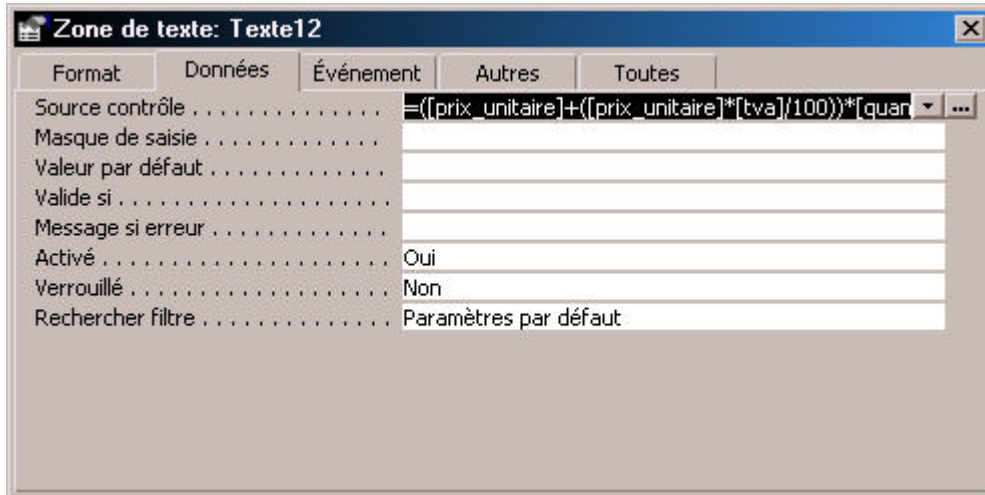 Zone de texte: Texte12
Format Données Événement Autres Toutes
Source contrôle . . . . . . . . . . . . . . =([prix_unitaire]+([prix_unitaire]*[tva]/100))*[quan
Masque de saisie . . . . . . . . . . . . .
Valeur par défaut . . . . . . . . . . . . .
Valide si . . . . . . . . . . . . . . . . . . . .
Message si erreur . . . . . . . . . . . . .
Activé . . . . . . . . . . . . . . . . . . . . . Oui
Verrouillé . . . . . . . . . . . . . . . . . . . Non
Rechercher filtre . . . . . . . . . . . . . . Paramètres par défaut